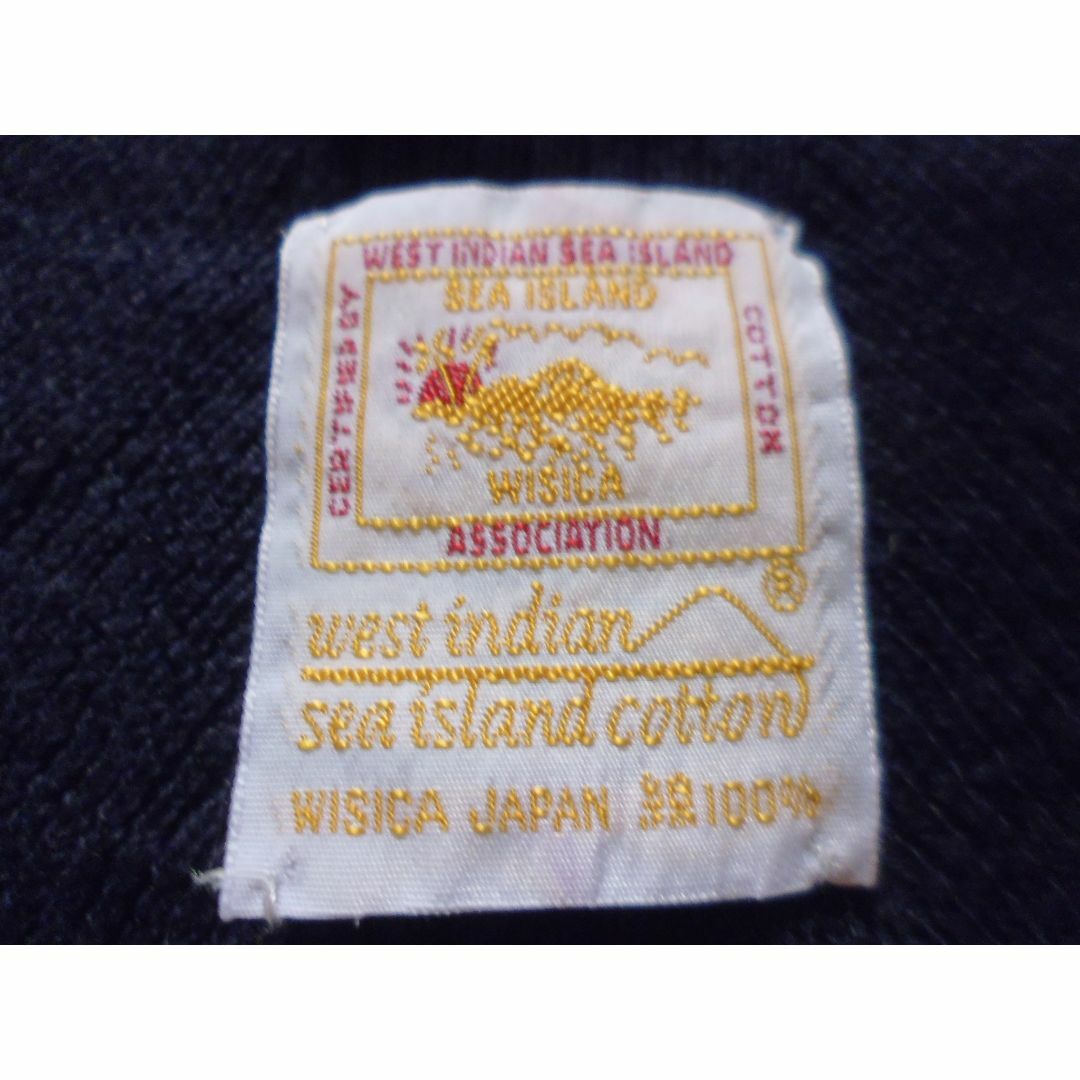 WEST INDIAN SEA ISLAND
CERTIFIED BY
COTTON
SEA ISLAND
WISICA
ASSOCIATION
®
west indian
sea island cotton
WISICA JAPAN 綿100%